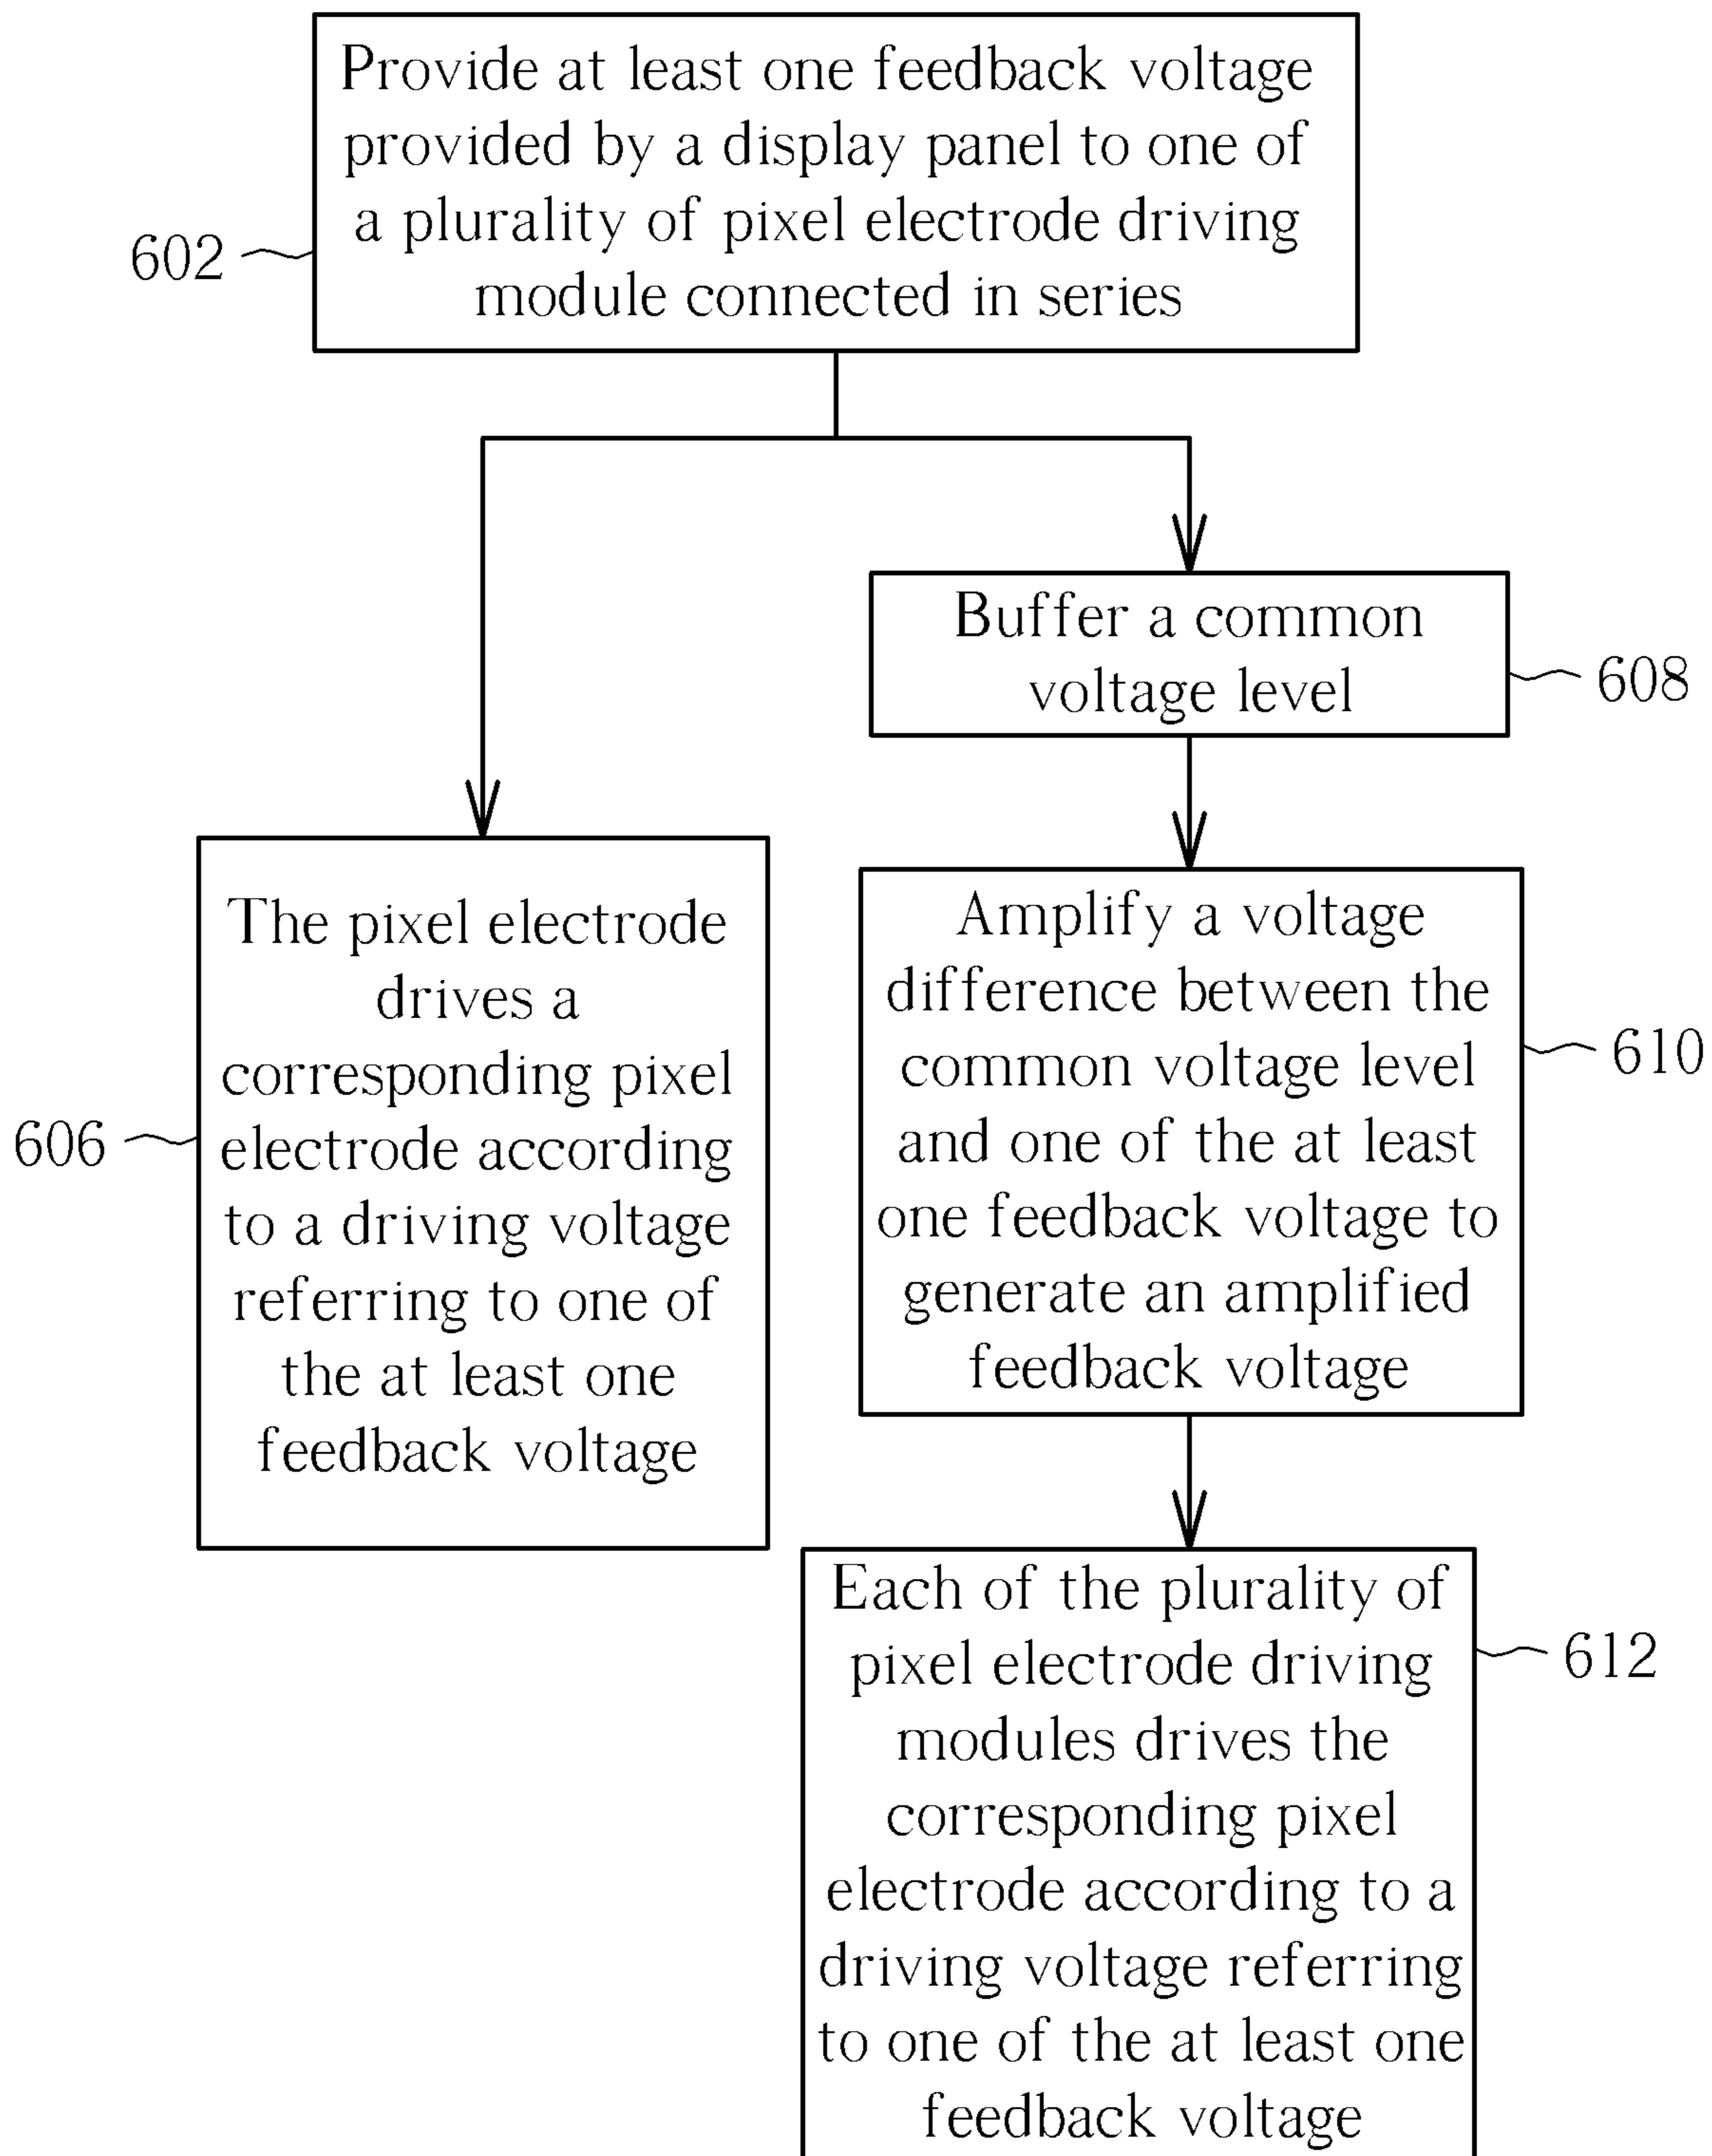 Provide at least one feedback voltage
provided by a display panel to one of
a plurality of pixel electrode driving
module connected in series
602
Buffer a common
voltage level
608
The pixel electrode
drives a
corresponding pixel
electrode according
to a driving voltage
referring to one of
the at least one
feedback voltage
606
Amplify a voltage
difference between the
common voltage level
and one of the at least
one feedback voltage to
generate an amplified
feedback voltage
610
Each of the plurality of
pixel electrode driving
modules drives the
corresponding pixel
electrode according to a
driving voltage referring
to one of the at least one
feedback voltage
612